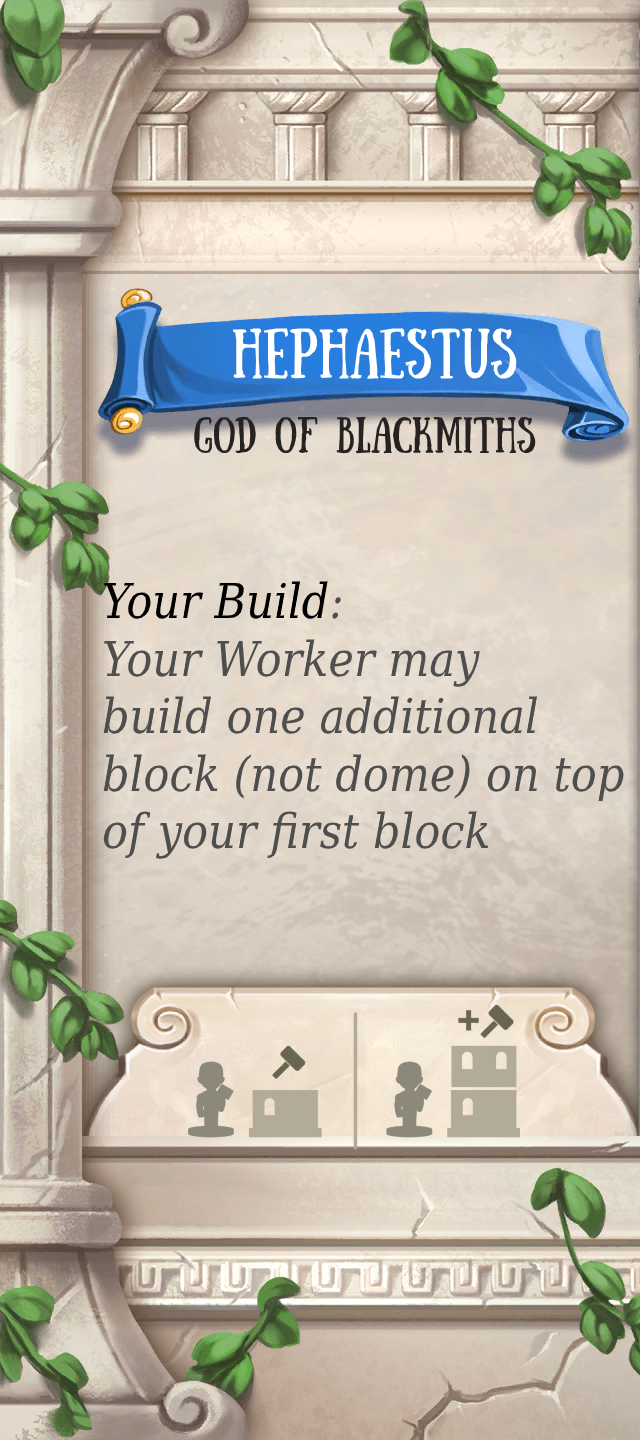 HEPHAESTUS
GOD OF BLACKMITHS
Your Build:
Your Worker may
build one additional
block (not dome) on top
of your first block
+